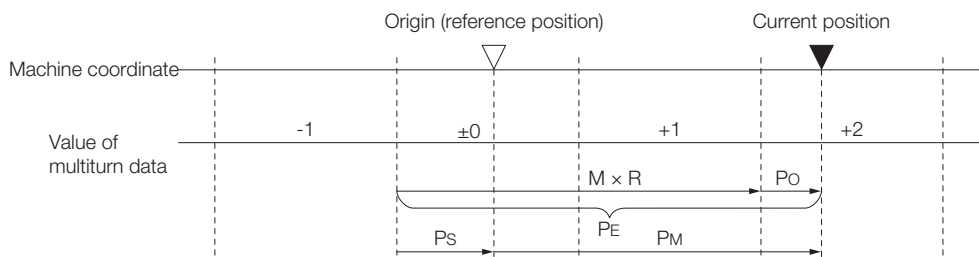 Origin (reference position) Current position
Machine coordinate
-1 ±0 +1 +2
Value of
multiturn data
M × R PO
PE
PS PM